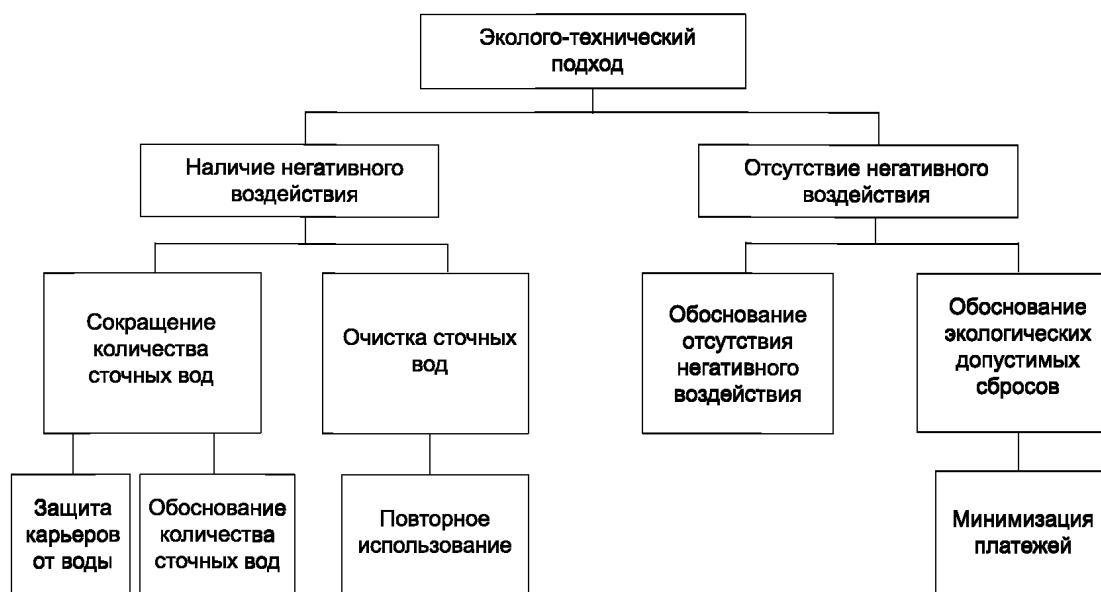 Эколого-технический
подход
Наличие негативного
воздействия
Отсутствие негативного
воздействия
Сокращение
количества
сточных вод
Очистка сточных
вод
Обоснование
отсутствия
негативного
воздействия
Обоснование
экологических
допустимых
сбросов
Защита
карьеров
от воды
Обоснование
количества
сточных вод
Повторное
использование
Минимизация
платежей